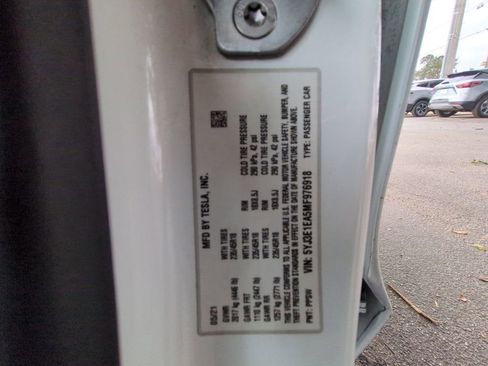 MFD BY TESLA, INC.
05/21
GVWR
2017 kg (4446 lb)
WITH TIRES
235/45R18
RIM
18X8.5J
COLD TIRE PRESSURE
290 kPa, 42 psi
GAWR FRT
1110 kg (2447 lb)
WITH TIRES
235/45R18
RIM
18X8.5J
COLD TIRE PRESSURE
290 kPa, 42 psi
GAWR RR
1257 kg (2771 lb)
THIS VEHICLE CONFORMS TO ALL APPLICABLE U.S. FEDERAL MOTOR VEHICLE SAFETY, BUMPER, AND
THEFT PREVENTION STANDARDS IN EFFECT ON THE DATE OF MANUFACTURE SHOWN ABOVE.
VIN: 5YJ3E1EA5MF976918 TYPE: PASSENGER CAR
PNT: PPSW